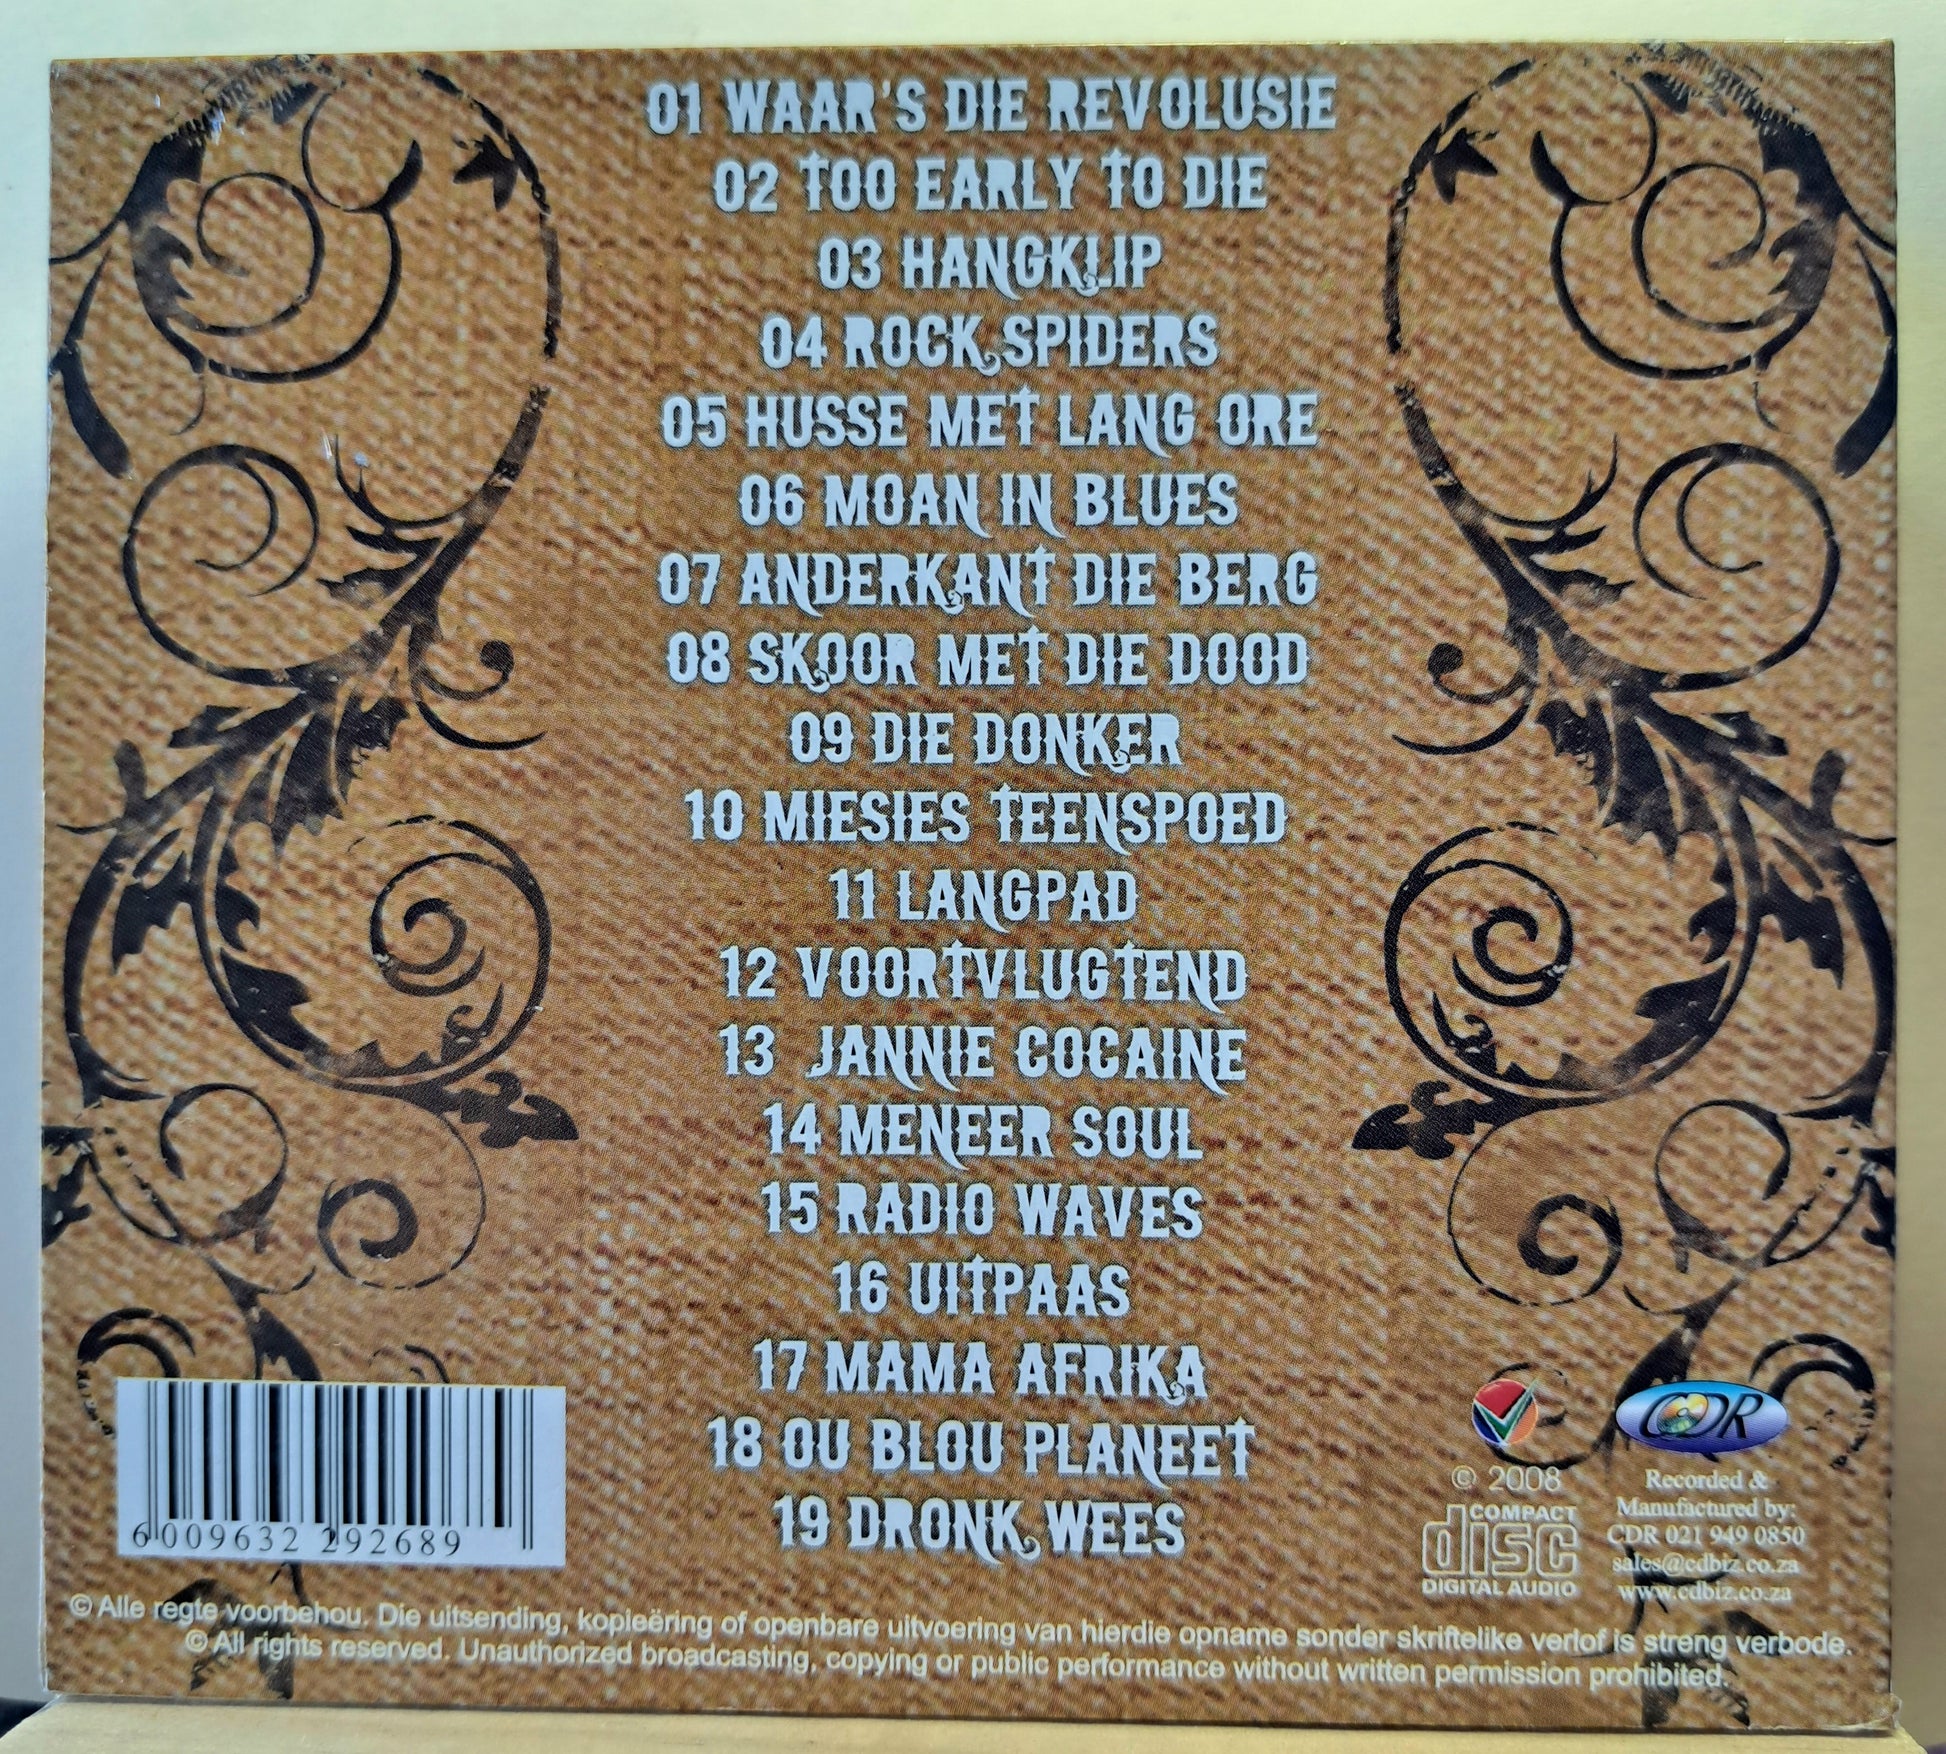 01 WAAR'S DIE REVOLUSIE
02 TOO EARLY TO DIE
03 HANGKLIP
04 ROCK SPIDERS
05 HUSSE MET LANG ORE
06 MOAN IN BLUES
07 ANDERKANT DIE BERG
08 SKOOR MET DIE DOOD
09 DIE DONKER
10 MIESIES TEENSPOED
11 LANGPAD
12 VOORTVLUGTEND
13 JANNIE COCAINE
14 MENEER SOUL
15 RADIO WAVES
16 UITPAAS
17 MAMA AFRIKA
18 OU BLOU PLANEET
19 DRONK WEES
6 009632 292689
© 2008
COMPACT
disc
DIGITAL AUDIO
CDR
Recorded &
Manufactured by:
CDR 021 949 0850
sales@cdbiz.co.za
www.cdbiz.co.za
© Alle regte voorbehou. Die uitsending, kopieëring of openbare uitvoering van hierdie opname sonder skriftelike verlof is streng verbode.
© All rights reserved. Unauthorized broadcasting, copying or public performance without written permission prohibited.